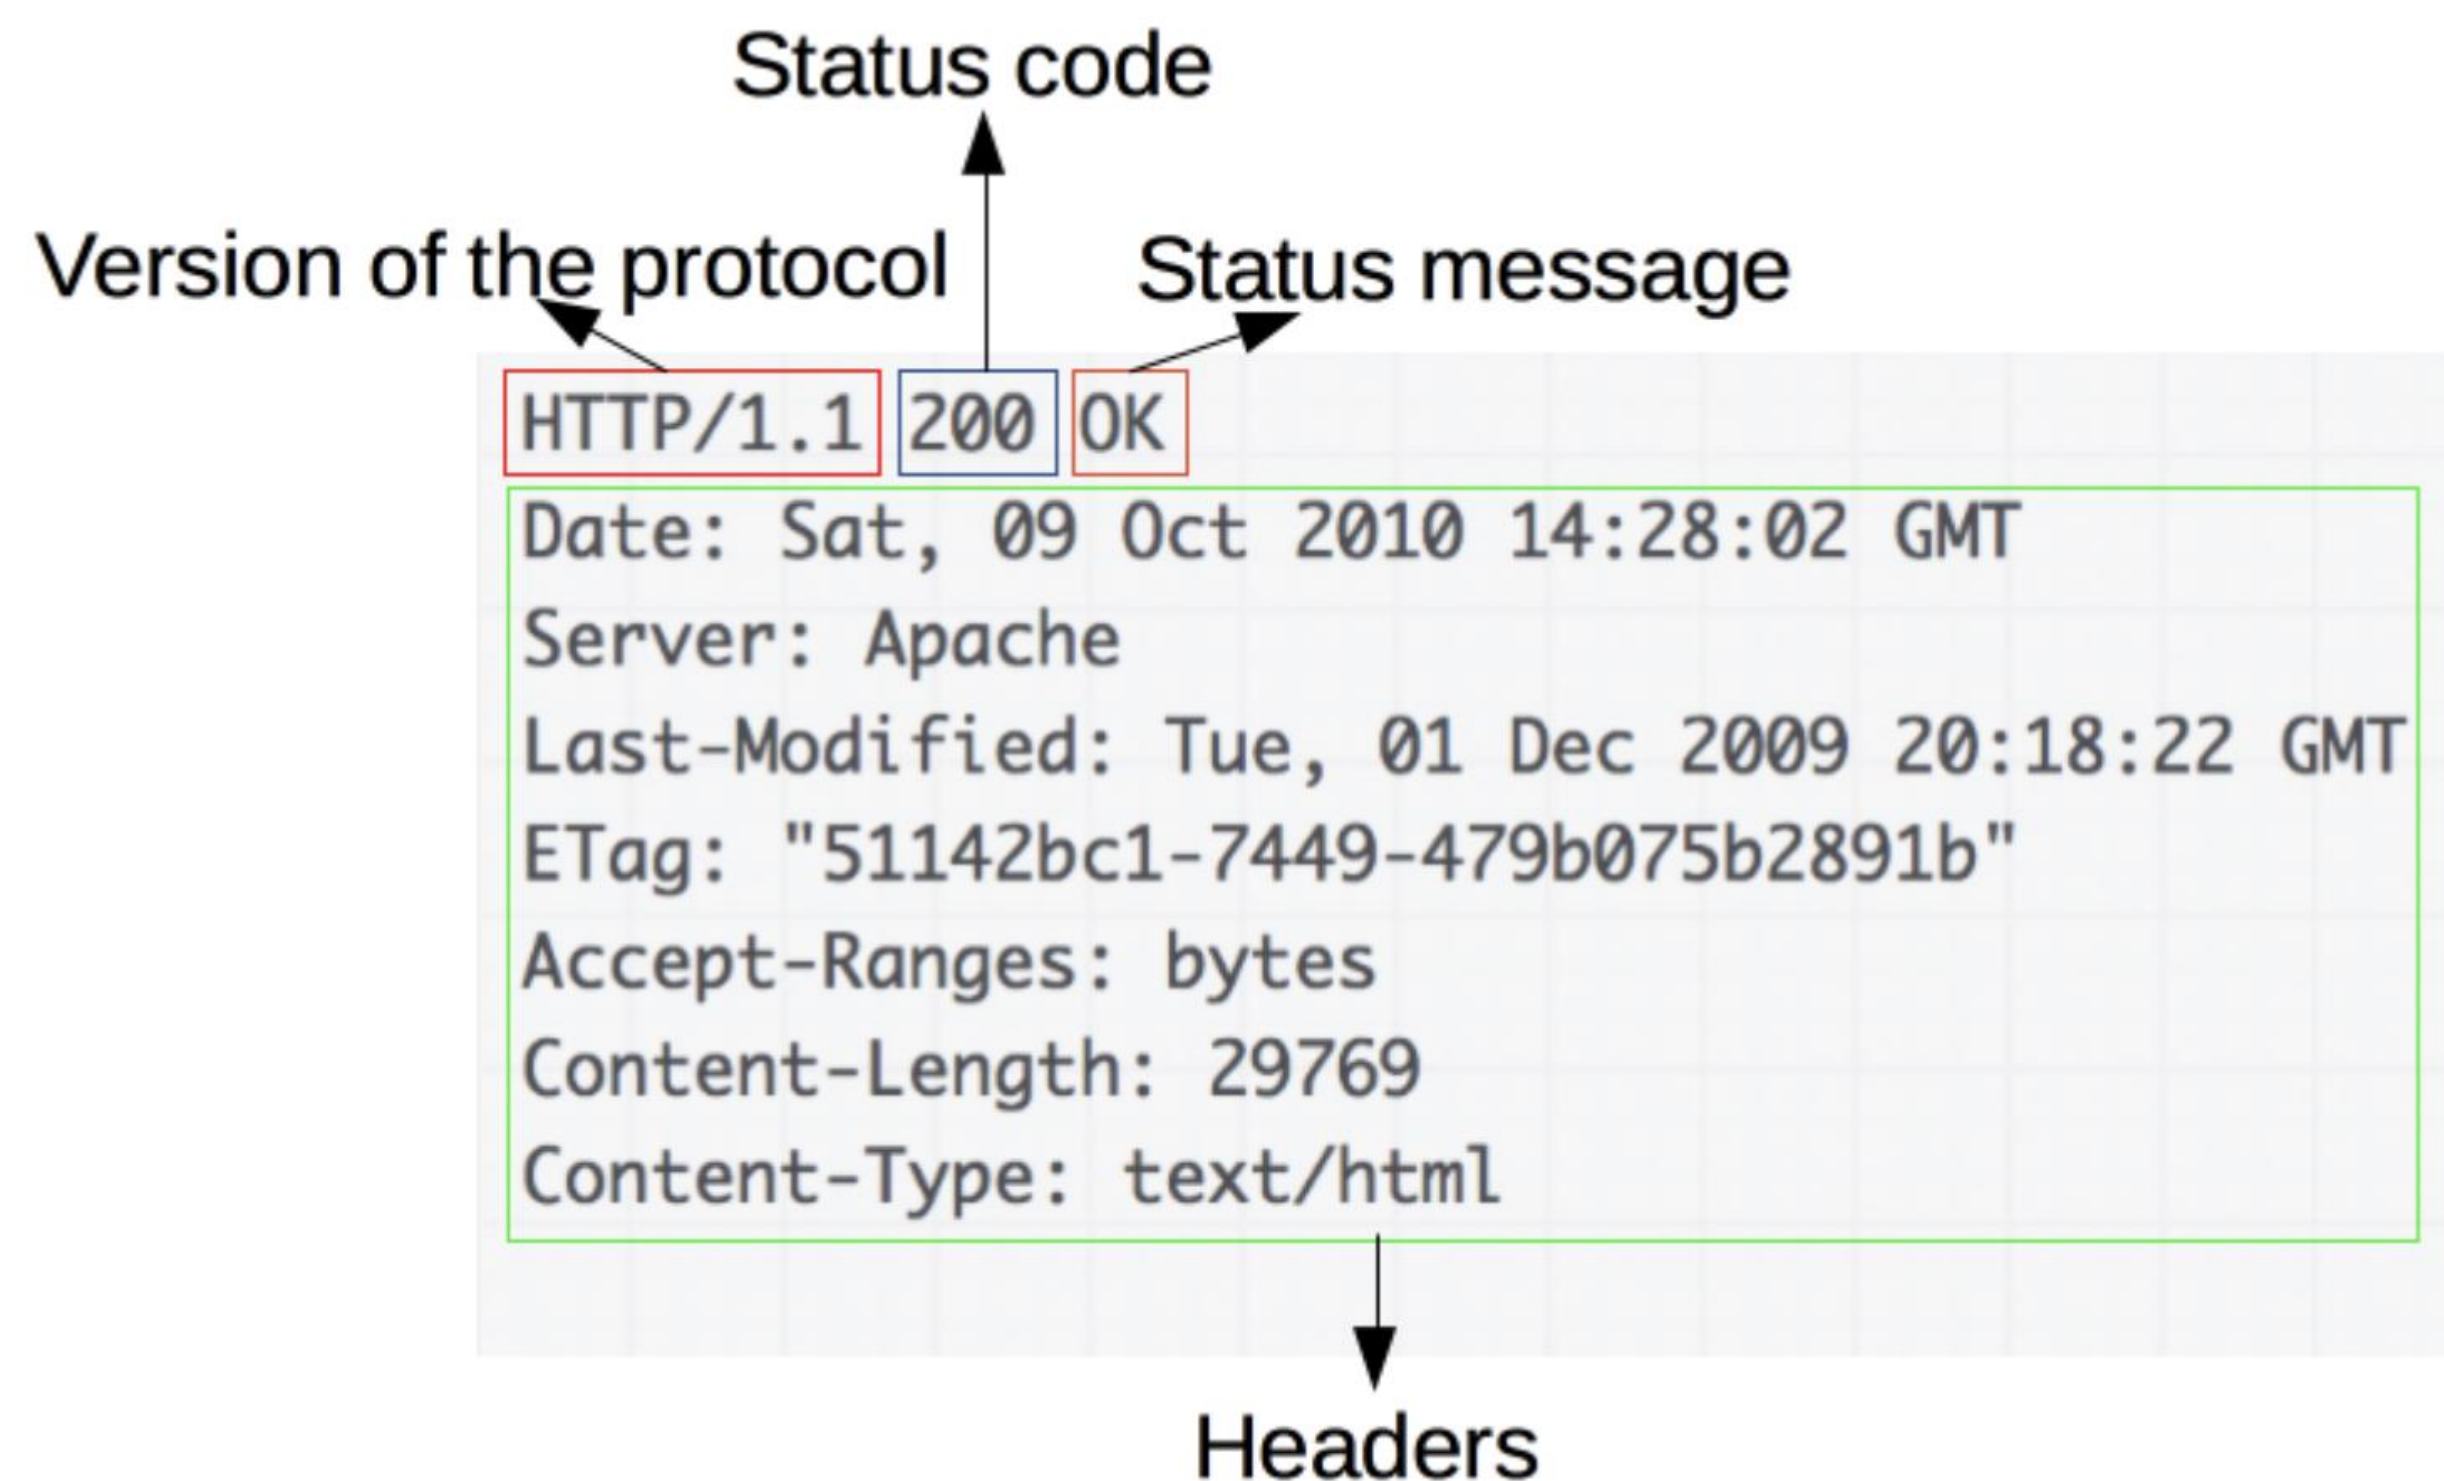 Status code
Version of the protocol
Status message
HTTP/1.1 200 OK
Date: Sat, 09 Oct 2010 14:28:02 GMT
Server: Apache
Last-Modified: Tue, 01 Dec 2009 20:18:22 GMT
ETag: "51142bc1-7449-479b075b2891b"
Accept-Ranges: bytes
Content-Length: 29769
Content-Type: text/html
Headers